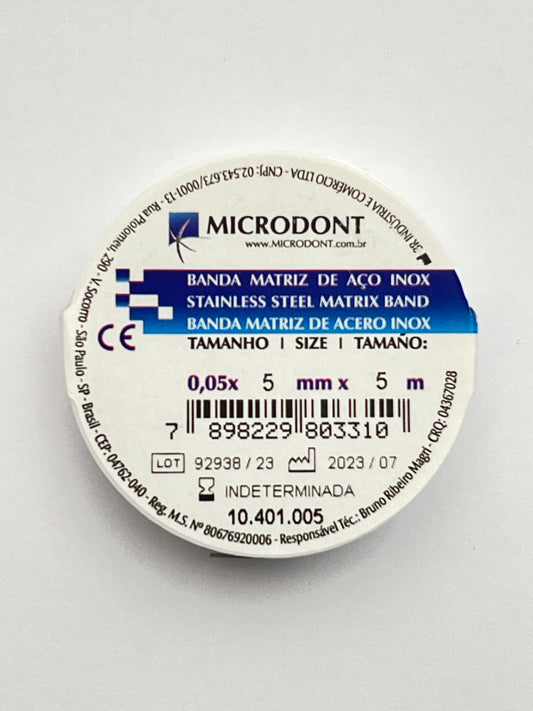 MICRODONT
www.MICRODONT.com.br
BANDA MATRIZ DE AÇO INOX
STAINLESS STEEL MATRIX BAND
BANDA MATRIZ DE ACERO INOX
CE
TAMANHO | SIZE | TAMAÑO:
0,05x 5 mm x 5 m
7 898229 803310
LOT 92938 / 23 2023 / 07
INDETERMINADA
10.401.005
3R INDÚSTRIA E COMÉRCIO LTDA - CNPJ: 02.543.673/0001-13 - Rua Ptolomeu, 290 - V. Socorro - São Paulo - SP - Brasil - CEP: 04762-040 - Reg. M.S. Nº 80676920006 - Responsável Téc.: Bruno Ribeiro Magri - CRQ: 04367028